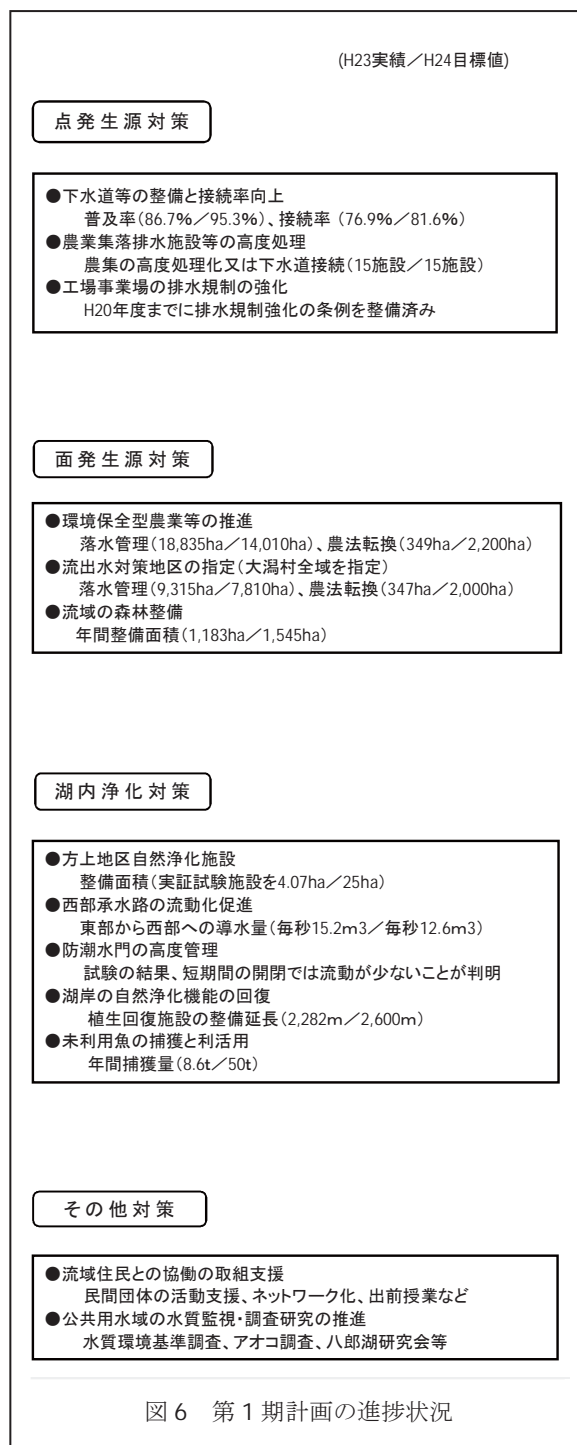 (H23実績／H24目標値)
点発生源対策
●下水道等の整備と接続率向上
普及率(86.7%／95.3%)、接続率 (76.9%／81.6%)
●農業集落排水施設等の高度処理
農集の高度処理化又は下水道接続(15施設／15施設)
●工場事業場の排水規制の強化
H20年度までに排水規制強化の条例を整備済み
面発生源対策
●環境保全型農業等の推進
落水管理(18,835ha／14,010ha)、農法転換(349ha／2,200ha)
●流出水対策地区の指定(大潟村全域を指定)
落水管理(9,315ha／7,810ha)、農法転換(347ha／2,000ha)
●流域の森林整備
年間整備面積(1,183ha／1,545ha)
湖内浄化対策
●方上地区自然浄化施設
整備面積(実証試験施設を4.07ha／25ha)
●西部承水路の流動化促進
東部から西部への導水量(毎秒15.2m3／毎秒12.6m3)
●防潮水門の高度管理
試験の結果、短期間の開閉では流動が少ないことが判明
●湖岸の自然浄化機能の回復
植生回復施設の整備延長(2,282m／2,600m)
●未利用魚の捕獲と利活用
年間捕獲量(8.6t／50t)
その他対策
●流域住民との協働の取組支援
民間団体の活動支援、ネットワーク化、出前授業など
●公共用水域の水質監視・調査研究の推進
水質環境基準調査、アオコ調査、八郎湖研究会等
図6 第1期計画の進捗状況